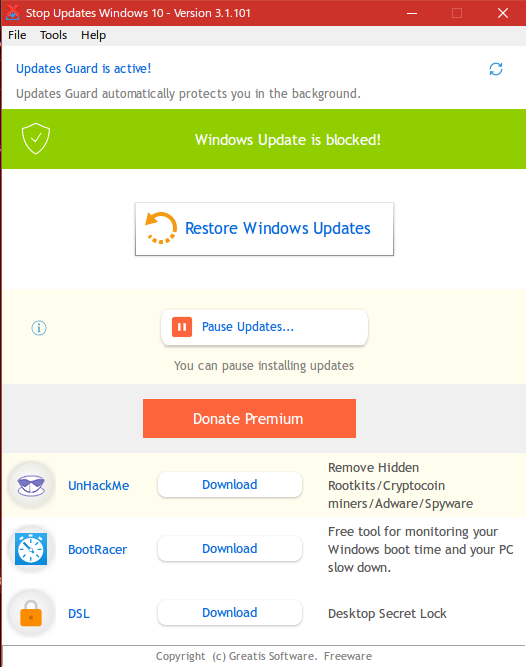 Stop Updates Windows 10 - Version 3.1.101
File Tools Help
Updates Guard is active!
Updates Guard automatically protects you in the background.
Windows Update is blocked!
Restore Windows Updates
Pause Updates...
You can pause installing updates
Donate Premium
UnHackMe
Download
Remove Hidden
Rootkits/Cryptocoin
miners/Adware/Spyware
BootRacer
Download
Free tool for monitoring your
Windows boot time and your PC
slow down.
DSL
Download
Desktop Secret Lock
Copyright (c) Greatis Software. Freeware